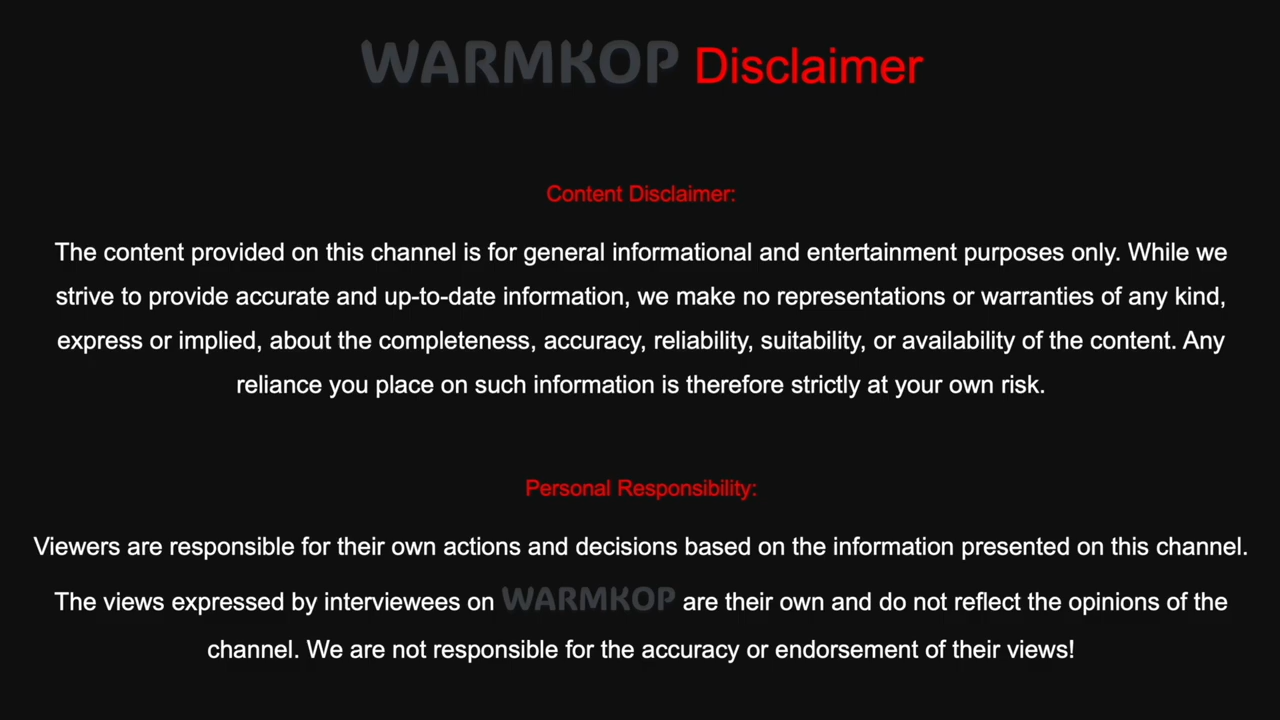 WARMKOP Disclaimer
Content Disclaimer:
The content provided on this channel is for general informational and entertainment purposes only. While we
strive to provide accurate and up-to-date information, we make no representations or warranties of any kind,
express or implied, about the completeness, accuracy, reliability, suitability, or availability of the content. Any
reliance you place on such information is therefore strictly at your own risk.
Personal Responsibility:
Viewers are responsible for their own actions and decisions based on the information presented on this channel.
The views expressed by interviewees on WARMKOP are their own and do not reflect the opinions of the
channel. We are not responsible for the accuracy or endorsement of their views!